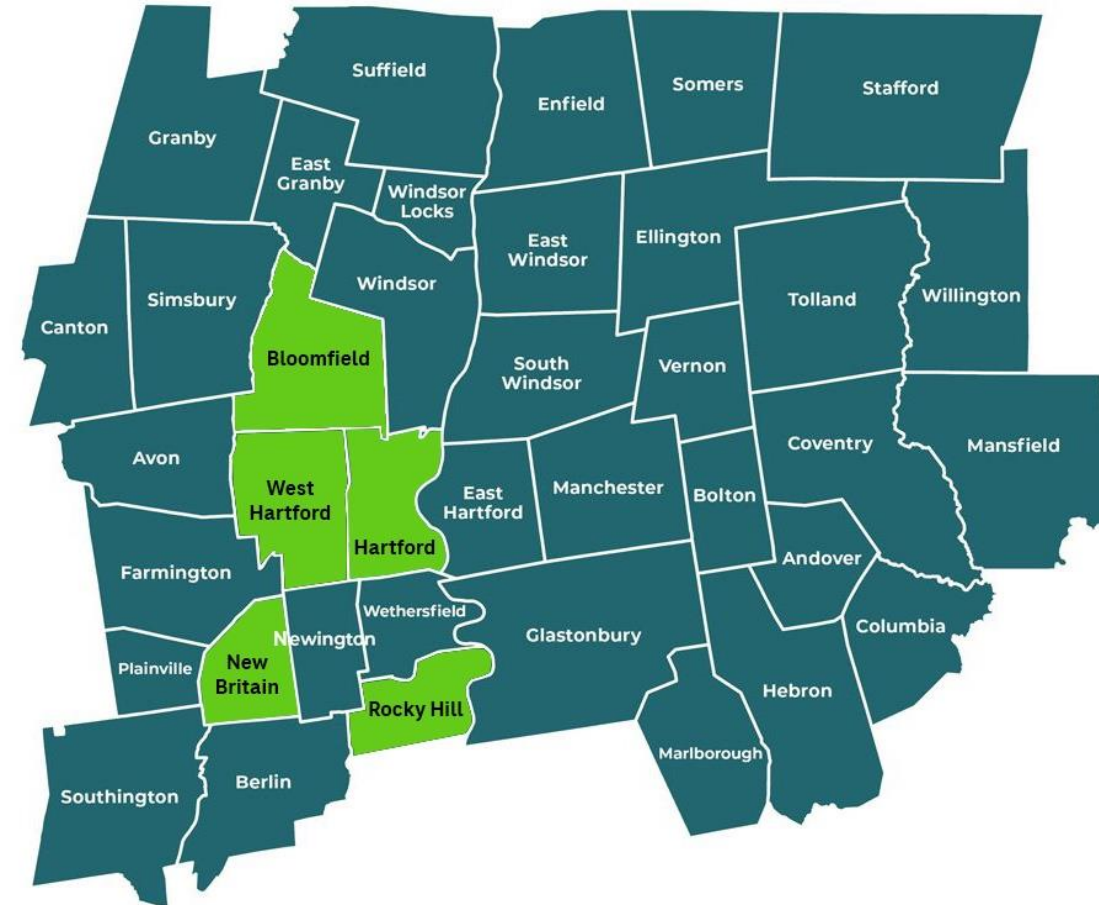 Suffield
Enfield
Somers
Stafford
Granby
East
Granby
Windsor
Locks
East
Windsor
Ellington
Windsor
Tolland
Willington
Simsbury
Canton
Bloomfield
South
Windsor
Vernon
Avon
Coventry
Mansfield
West
Hartford
Hartford
East
Hartford
Manchester
Bolton
Farmington
Andover
Wethersfield
Columbia
Newington
Glastonbury
Plainville
New
Britain
Hebron
Rocky Hill
Marlborough
Berlin
Southington